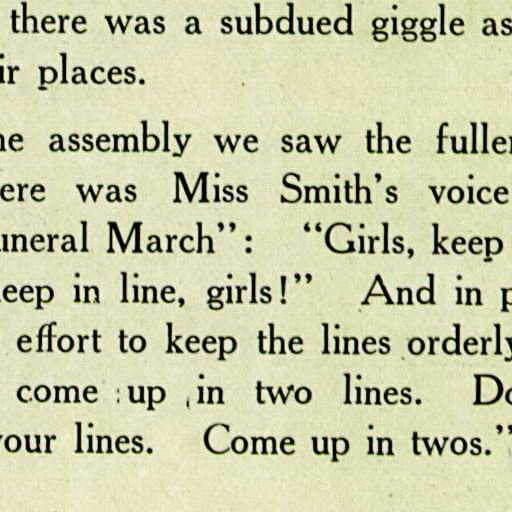 there was a subdued giggle as
ir places.
ne assembly we saw the fuller
ere was Miss Smith's voice
uneral March": "Girls, keep
eep in line, girls!" And in p
effort to keep the lines orderly
come up in two lines. Do
your lines. Come up in twos."